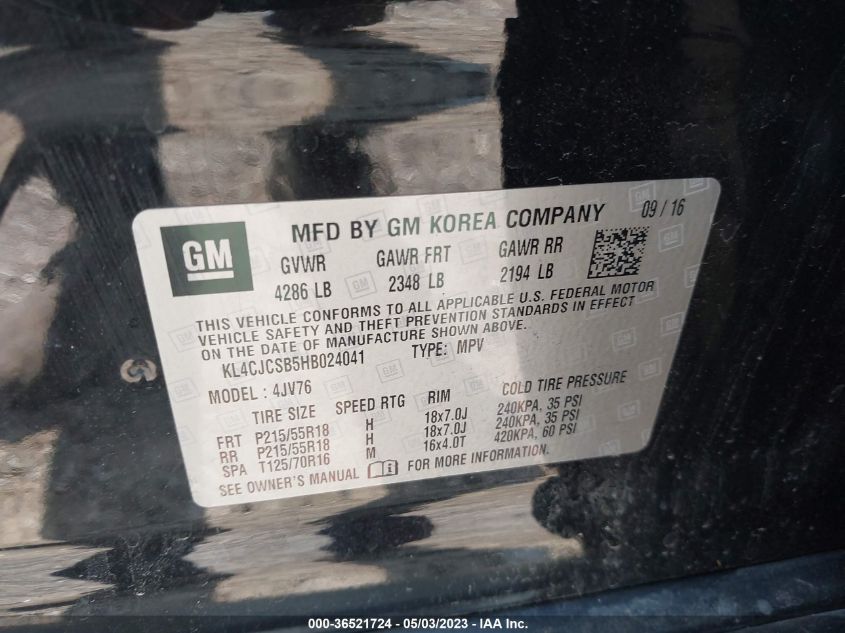 GM
MFD BY GM KOREA COMPANY 09 / 16
GVWR GAWR FRT GAWR RR
4286 LB 2348 LB 2194 LB
THIS VEHICLE CONFORMS TO ALL APPLICABLE U.S. FEDERAL MOTOR
VEHICLE SAFETY AND THEFT PREVENTION STANDARDS IN EFFECT
ON THE DATE OF MANUFACTURE SHOWN ABOVE.
KL4CJCSB5HB024041 TYPE: MPV
MODEL : 4JV76
TIRE SIZE SPEED RTG RIM COLD TIRE PRESSURE
FRT P215/55R18 H 18x7.0J 240KPA, 35 PSI
RR P215/55R18 H 18x7.0J 240KPA, 35 PSI
SPA T125/70R16 M 16x4.0T 420KPA, 60 PSI
SEE OWNER'S MANUAL FOR MORE INFORMATION.
000-36521724 - 05/03/2023 - IAA Inc.